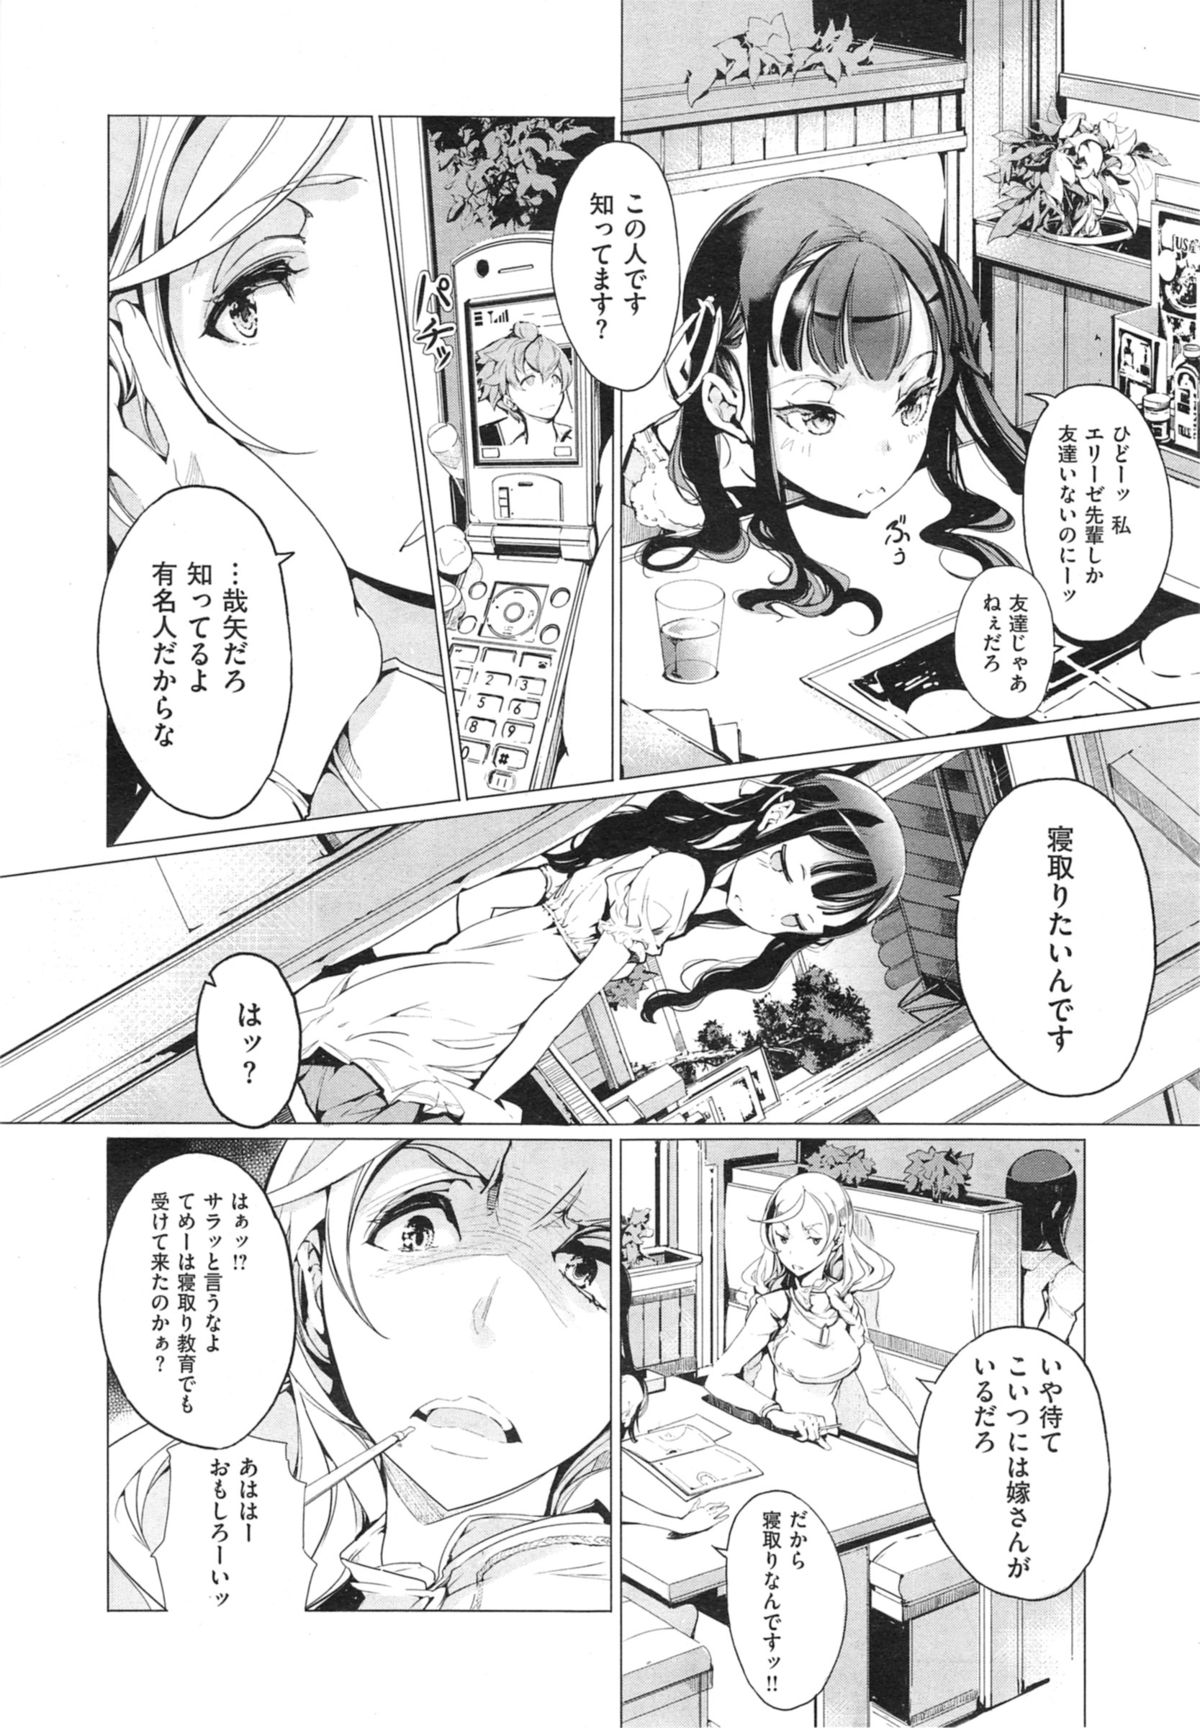 ひどーッ 私
エリーゼ先輩しか
友達いないのにーッ
友達じゃあ
ねぇだろ
ぶぅ
この人です
知ってます?
パチッ
…哉矢だろ
知ってるよ
有名人だからな
寝取りたいんです
はッ?
いや待て
こいつには嫁さんが
いるだろ
だから
寝取りなんですッ!!
はぁッ!?
サラッと言うなよ
てめーは寝取り教育でも
受けて来たのかぁ?
あははー
おもしろーいッ